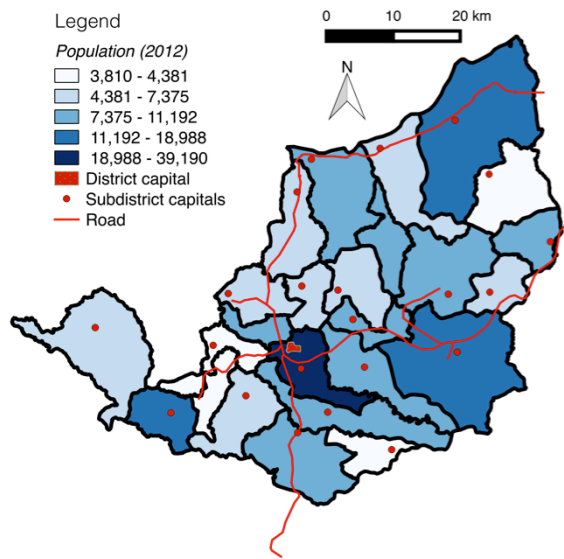 Legend
Population (2012)
3,810 - 4,381
4,381 - 7,375
7,375 - 11,192
11,192 - 18,988
18,988 - 39,190
District capital
Subdistrict capitals
Road
0 10 20 km
N